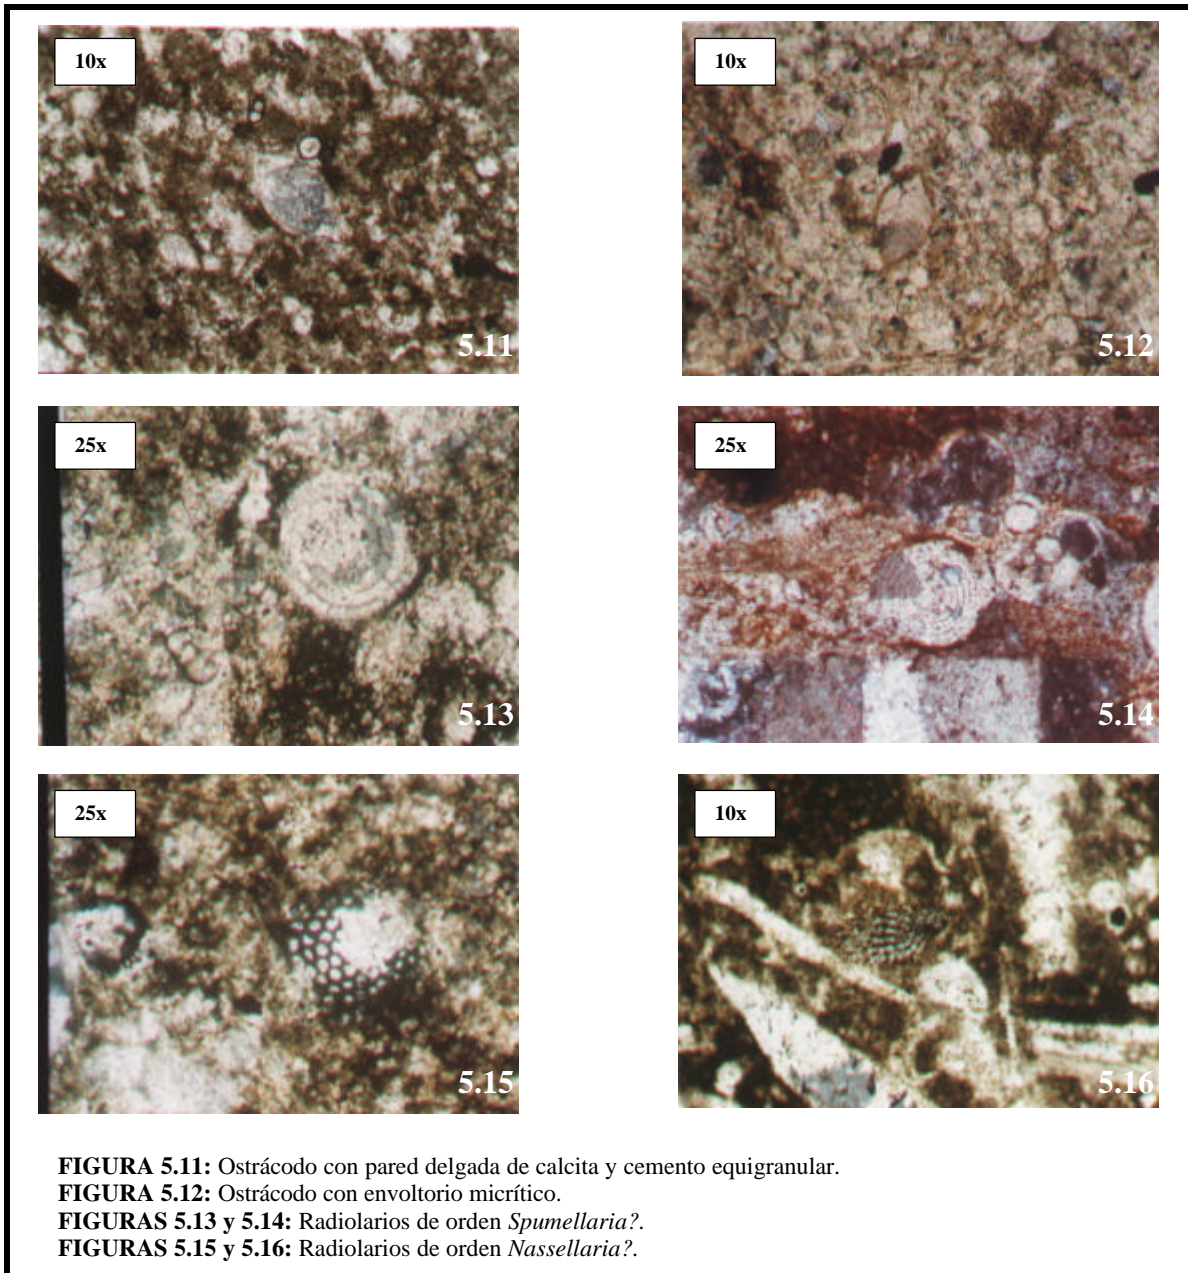 10x
10x
5.11
5.12
25x
25x
5.13
5.14
25x
10x
5.15
5.16
FIGURA 5.11: Ostrácodo con pared delgada de calcita y cemento equigranular.
FIGURA 5.12: Ostrácodo con envoltorio micrítico.
FIGURAS 5.13 y 5.14: Radiolarios de orden Spumellaria?.
FIGURAS 5.15 y 5.16: Radiolarios de orden Nassellaria?.